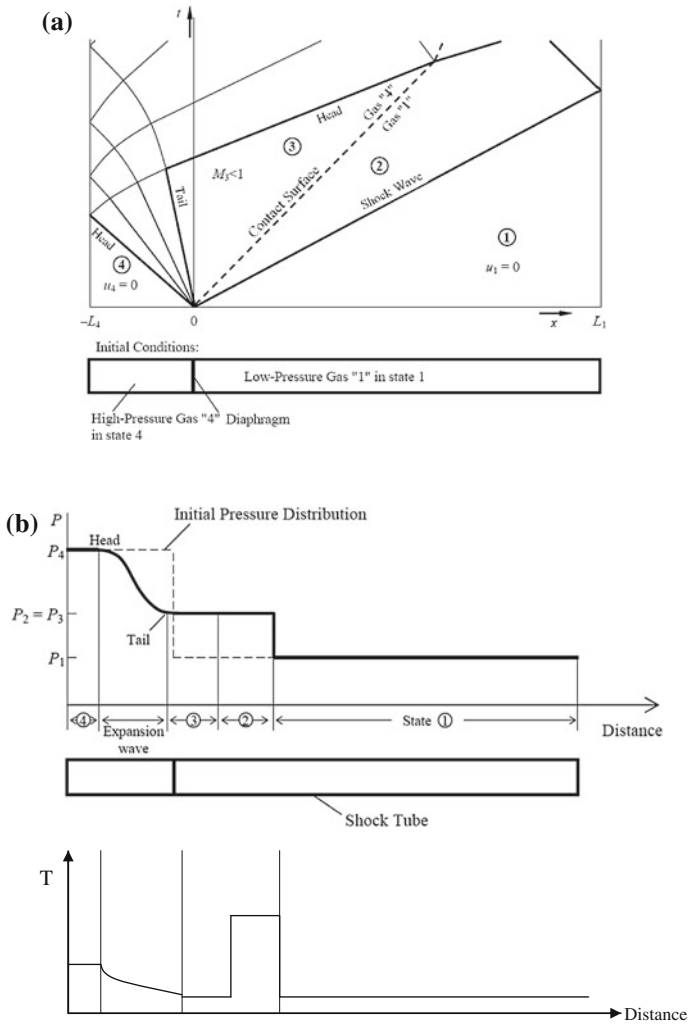 (a)
t
Head
Gas "4"
Gas "1"
③
②
M₃<1
Tail
Contact Surface
Shock Wave
Head
④
u₄ = 0
①
u₁ = 0
−L₄
0
x
L₁
Initial Conditions:
Low-Pressure Gas "1" in state 1
High-Pressure Gas "4"
in state 4
Diaphragm
(b)
P
Initial Pressure Distribution
Head
P₄
P₂ = P₃
Tail
P₁
④
Expansion
wave
③
②
State ①
Distance
Shock Tube
T
Distance